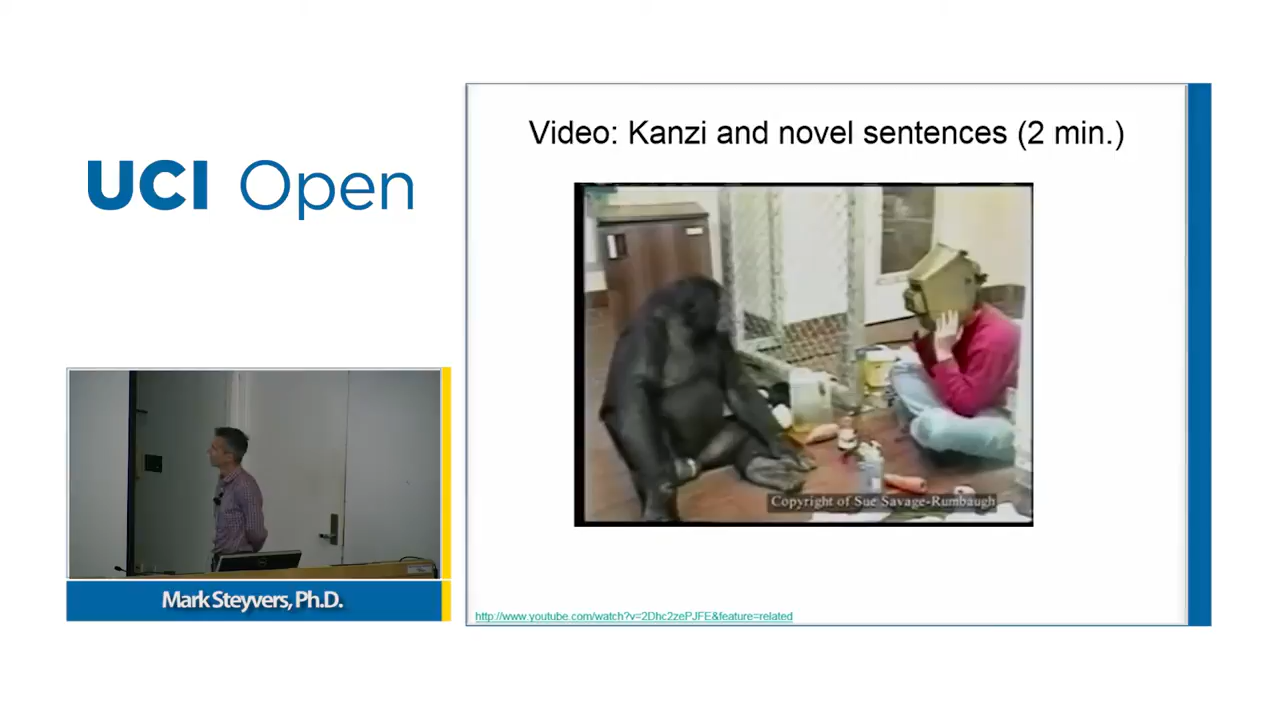 UCI Open
Video: Kanzi and novel sentences (2 min.)
Copyright of Sue Savage-Rumbaugh
Mark Steyvers, Ph.D.
http://www.youtube.com/watch?v=2Dhc2zePJFE&feature=related